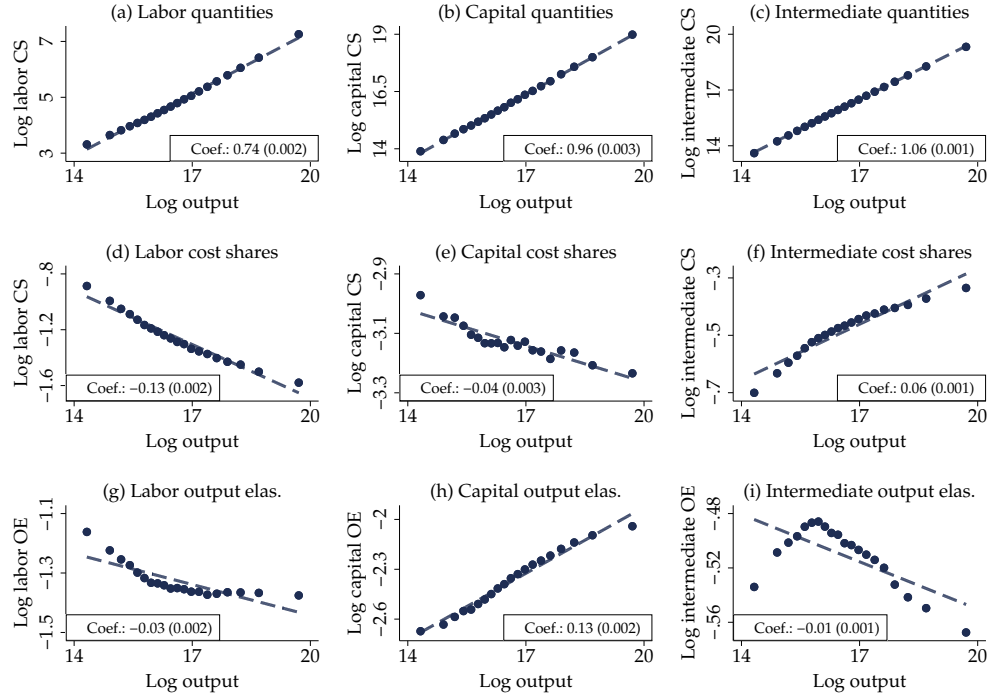 (a) Labor quantities
Log labor CS
7
5
3
Coef.: 0.74 (0.002)
14 17 20
Log output
(b) Capital quantities
Log capital CS
19
16.5
14
Coef.: 0.96 (0.003)
14 17 20
Log output
(c) Intermediate quantities
Log intermediate CS
20
17
14
Coef.: 1.06 (0.001)
14 17 20
Log output
(d) Labor cost shares
Log labor CS
−.8
−1.2
−1.6
Coef.: −0.13 (0.002)
14 17 20
Log output
(e) Capital cost shares
Log capital CS
−2.9
−3.1
−3.3
Coef.: −0.04 (0.003)
14 17 20
Log output
(f) Intermediate cost shares
Log intermediate CS
−.3
−.5
−.7
Coef.: 0.06 (0.001)
14 17 20
Log output
(g) Labor output elas.
Log labor OE
−1.1
−1.3
−1.5
Coef.: −0.03 (0.002)
14 17 20
Log output
(h) Capital output elas.
Log capital OE
−2
−2.3
−2.6
Coef.: 0.13 (0.002)
14 17 20
Log output
(i) Intermediate output elas.
Log intermediate OE
−.48
−.52
−.56
Coef.: −0.01 (0.001)
14 17 20
Log output